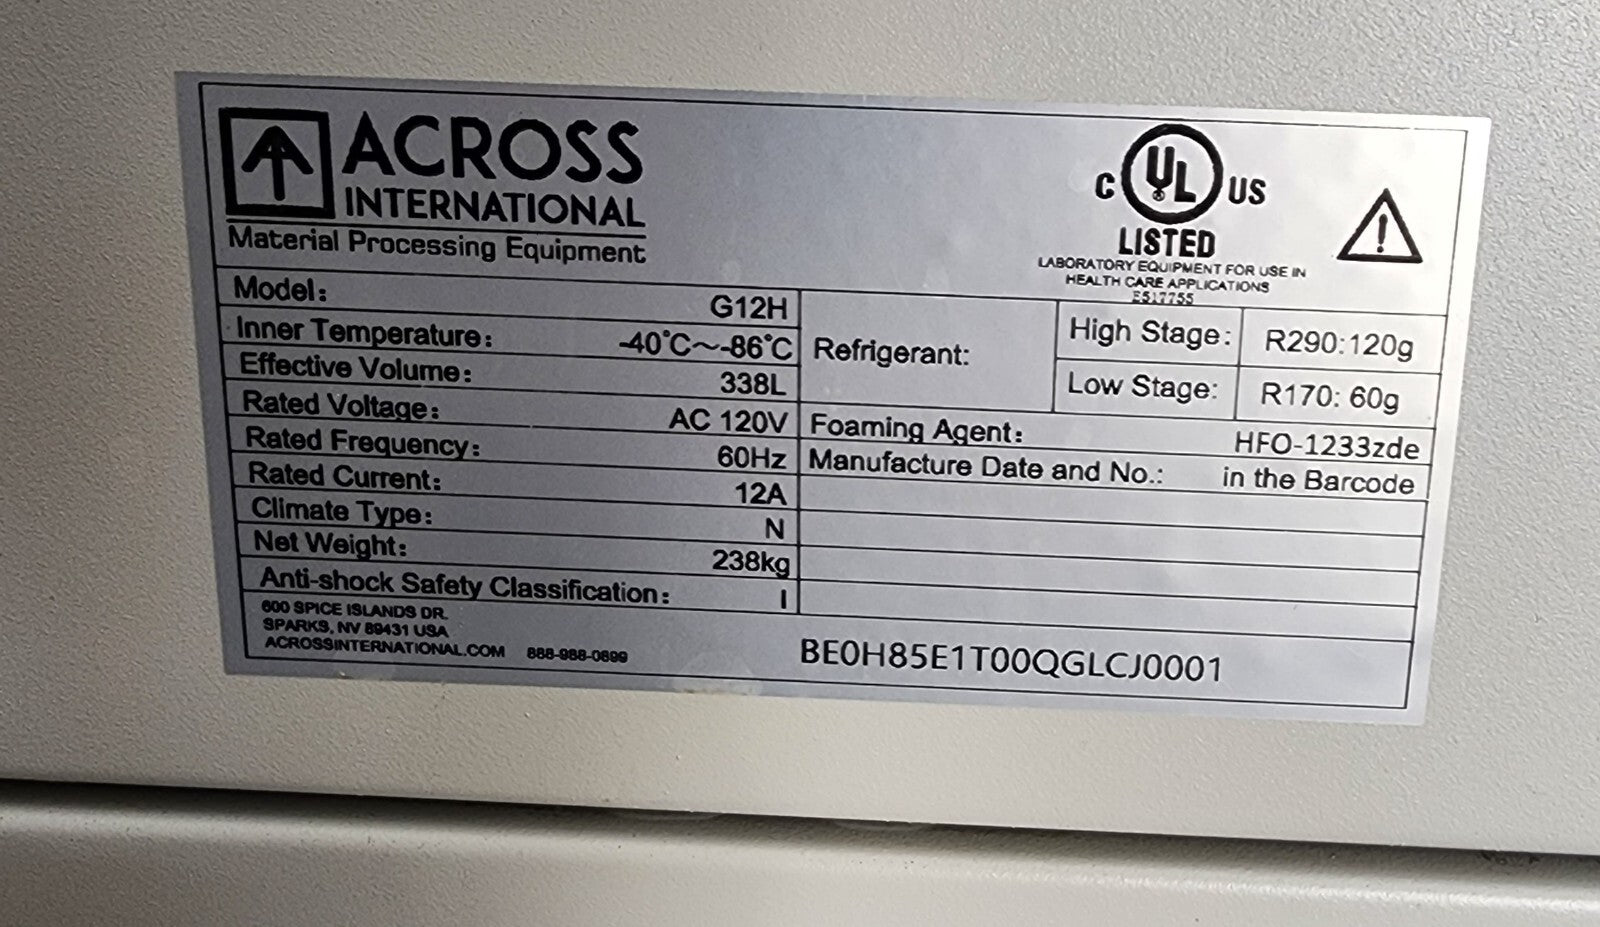 ACROSS
INTERNATIONAL
Material Processing Equipment
C UL US
LISTED
LABORATORY EQUIPMENT FOR USE IN
HEALTH CARE APPLICATIONS
E517755
Model: G12H
Inner Temperature: -40°C~-86°C
Effective Volume: 338L
Rated Voltage: AC 120V
Rated Frequency: 60Hz
Rated Current: 12A
Climate Type: N
Net Weight: 238kg
Anti-shock Safety Classification: I
Refrigerant:
High Stage: R290:120g
Low Stage: R170: 60g
Foaming Agent: HFO-1233zde
Manufacture Date and No.: in the Barcode
600 SPICE ISLANDS DR.
SPARKS, NV 89431 USA
ACROSSINTERNATIONAL.COM 888-988-0899
BE0H85E1T00QGLCJ0001